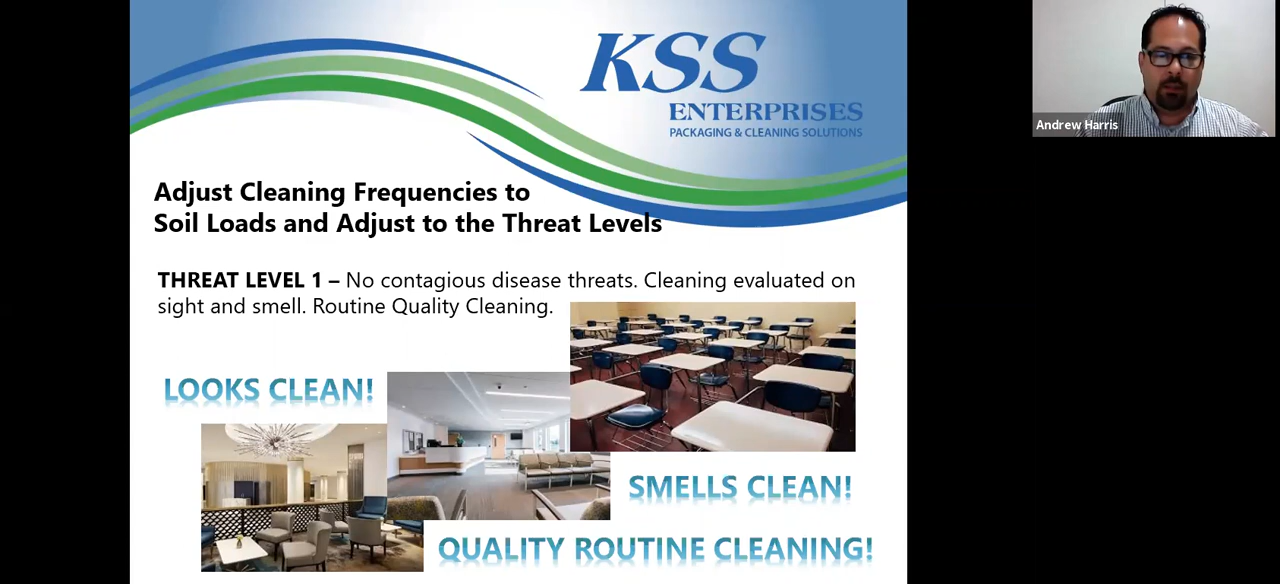 KSS
ENTERPRISES
PACKAGING & CLEANING SOLUTIONS
Andrew Harris
Adjust Cleaning Frequencies to
Soil Loads and Adjust to the Threat Levels
THREAT LEVEL 1 – No contagious disease threats. Cleaning evaluated on
sight and smell. Routine Quality Cleaning.
LOOKS CLEAN!
SMELLS CLEAN!
QUALITY ROUTINE CLEANING!